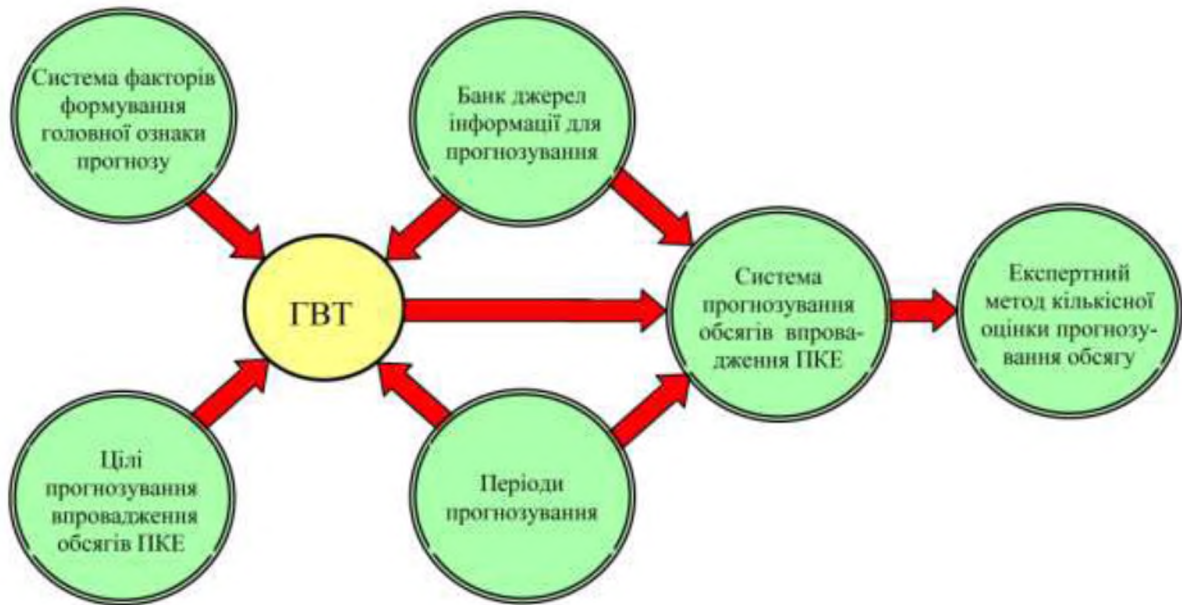 Система факторів
формування
головної ознаки
прогнозу
Банк джерел
інформації для
прогнозування
ГВТ
Система
прогнозування
обсягів впрова-
дження ПКЕ
Експертний
метод кількісної
оцінки прогнозу-
вання обсягу
Цілі
прогнозування
впровадження
обсягів ПКЕ
Періоди
прогнозування